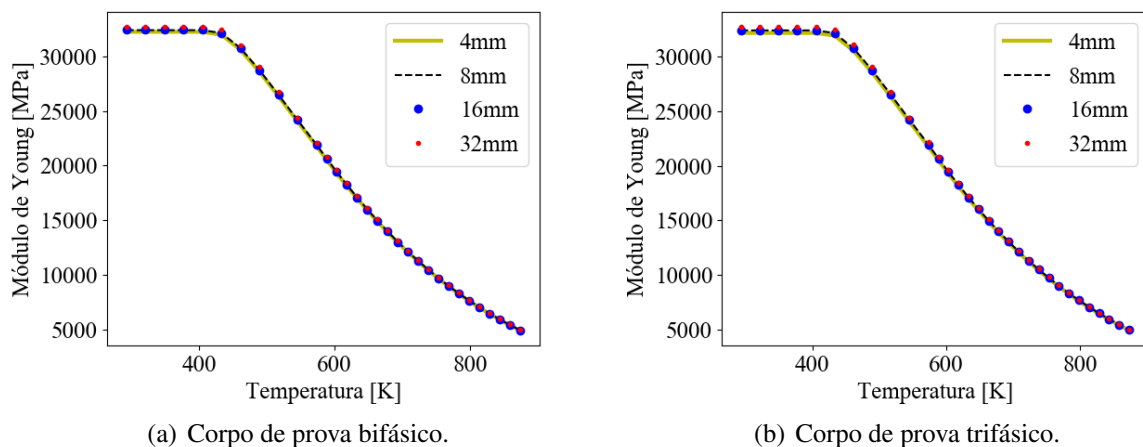 Módulo de Young [MPa]
30000
25000
20000
15000
10000
5000
4mm
8mm
16mm
32mm
400
600
800
Temperatura [K]
(a) Corpo de prova bifásico.
Módulo de Young [MPa]
30000
25000
20000
15000
10000
5000
4mm
8mm
16mm
32mm
400
600
800
Temperatura [K]
(b) Corpo de prova trifásico.